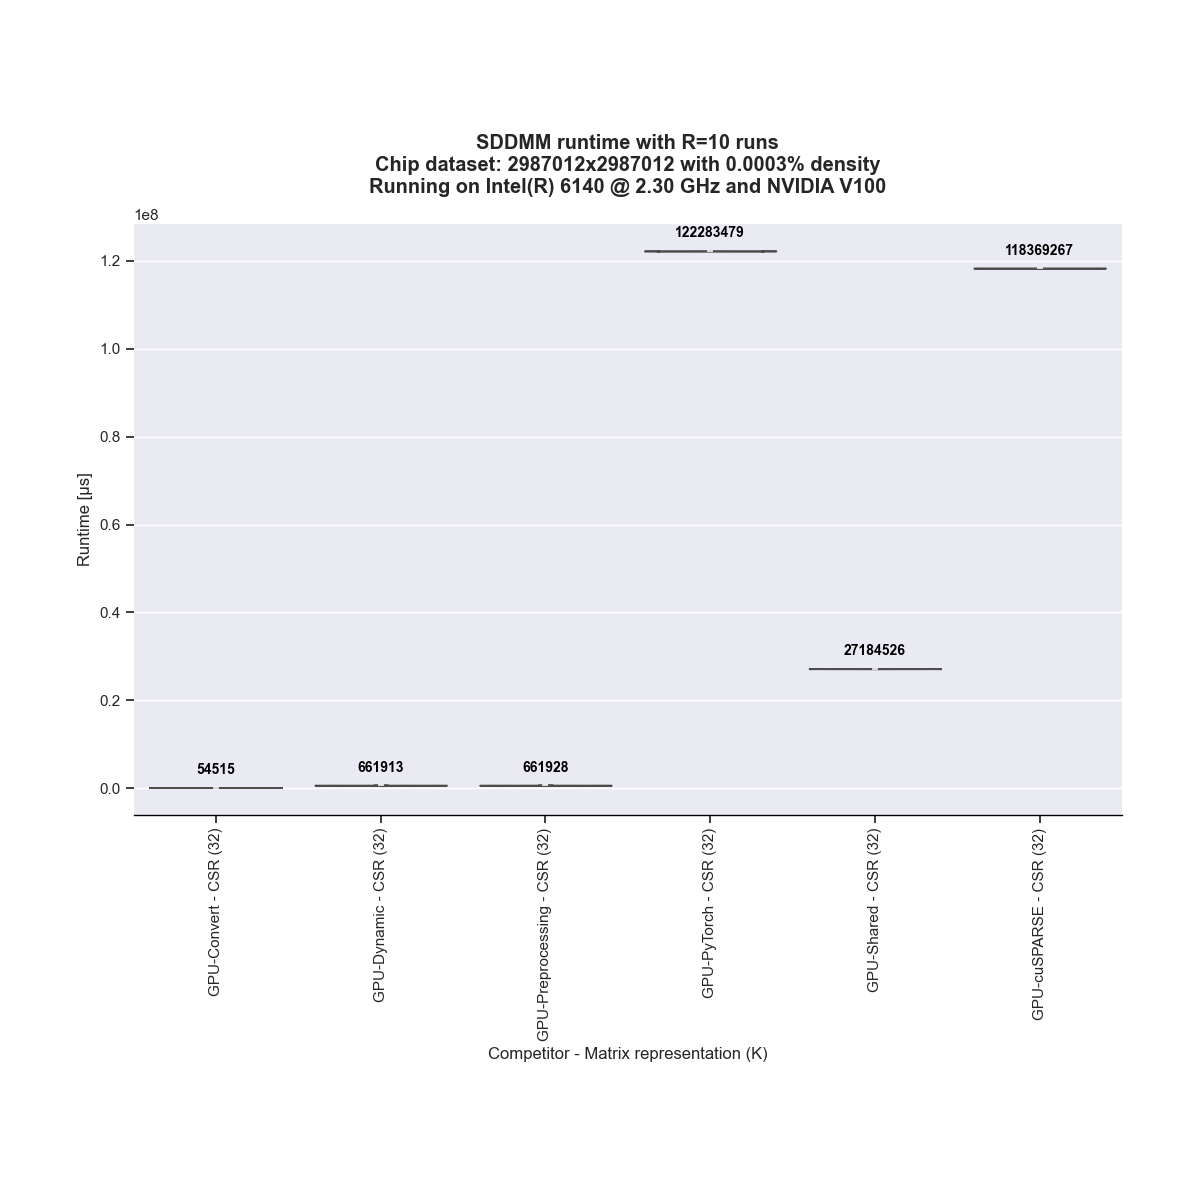 SDDMM runtime with R=10 runs
Chip dataset: 2987012x2987012 with 0.0003% density
Running on Intel(R) 6140 @ 2.30 GHz and NVIDIA V100
1e8
122283479
118369267
1.2
1.0
0.8
0.6
0.4
0.2
0.0
Runtime [µs]
27184526
54515
661913
661928
GPU-Convert - CSR (32)
GPU-Dynamic - CSR (32)
GPU-Preprocessing - CSR (32)
GPU-PyTorch - CSR (32)
GPU-Shared - CSR (32)
GPU-cuSPARSE - CSR (32)
Competitor - Matrix representation (K)